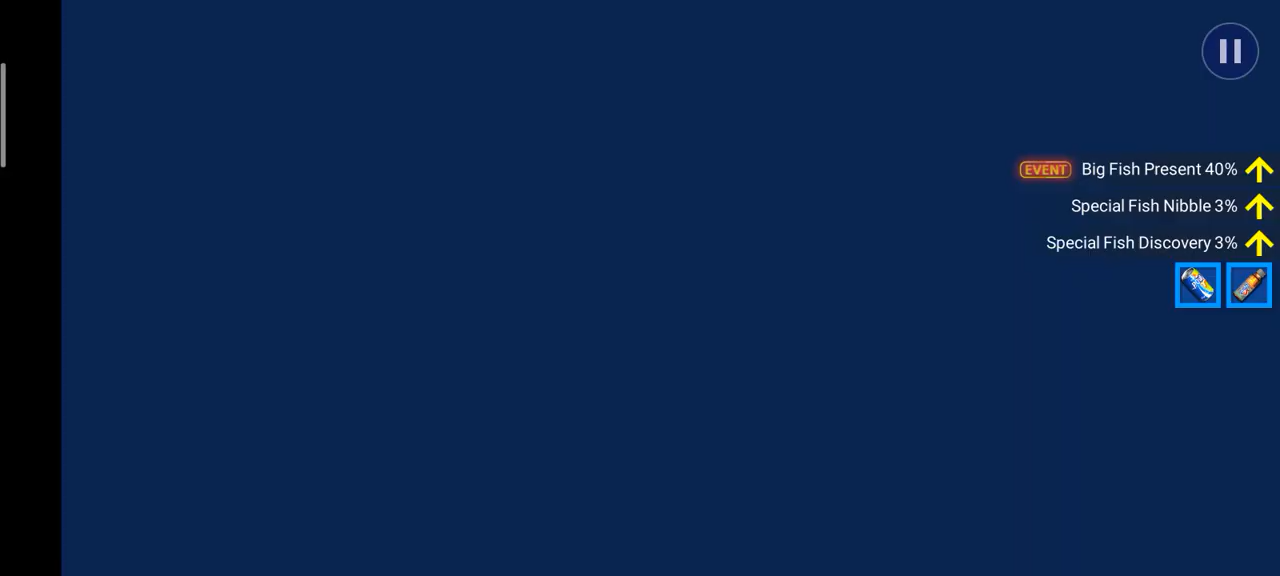 EVENT Big Fish Present 40%
Special Fish Nibble 3%
Special Fish Discovery 3%